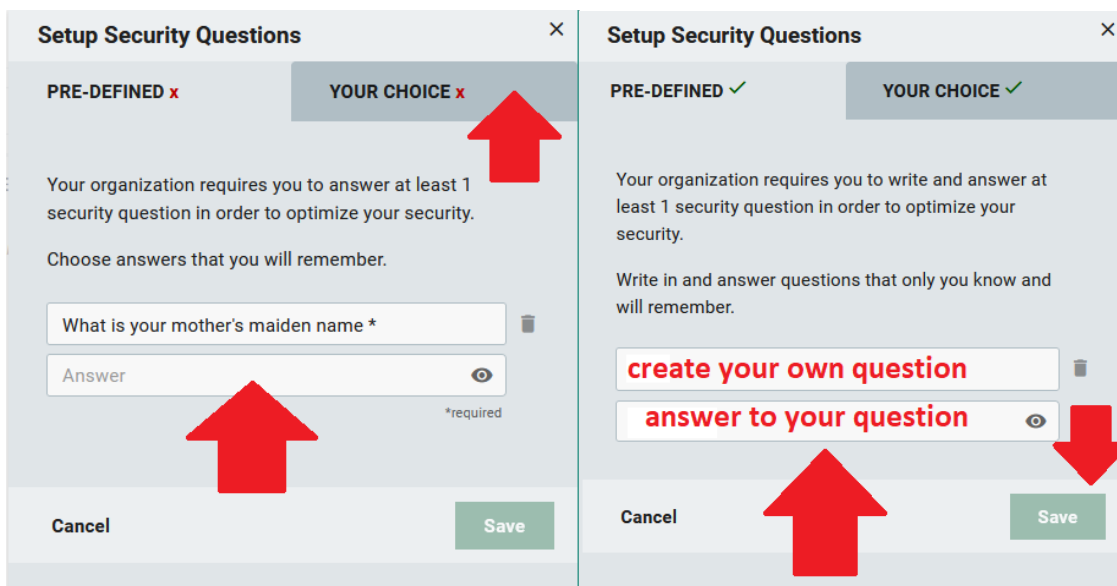 Setup Security Questions ×
PRE-DEFINED x YOUR CHOICE x
Your organization requires you to answer at least 1
security question in order to optimize your security.
Choose answers that you will remember.
What is your mother's maiden name *
Answer
*required
Cancel Save
Setup Security Questions ×
PRE-DEFINED ✓ YOUR CHOICE ✓
Your organization requires you to write and answer at
least 1 security question in order to optimize your
security.
Write in and answer questions that only you know and
will remember.
create your own question
answer to your question
Cancel Save